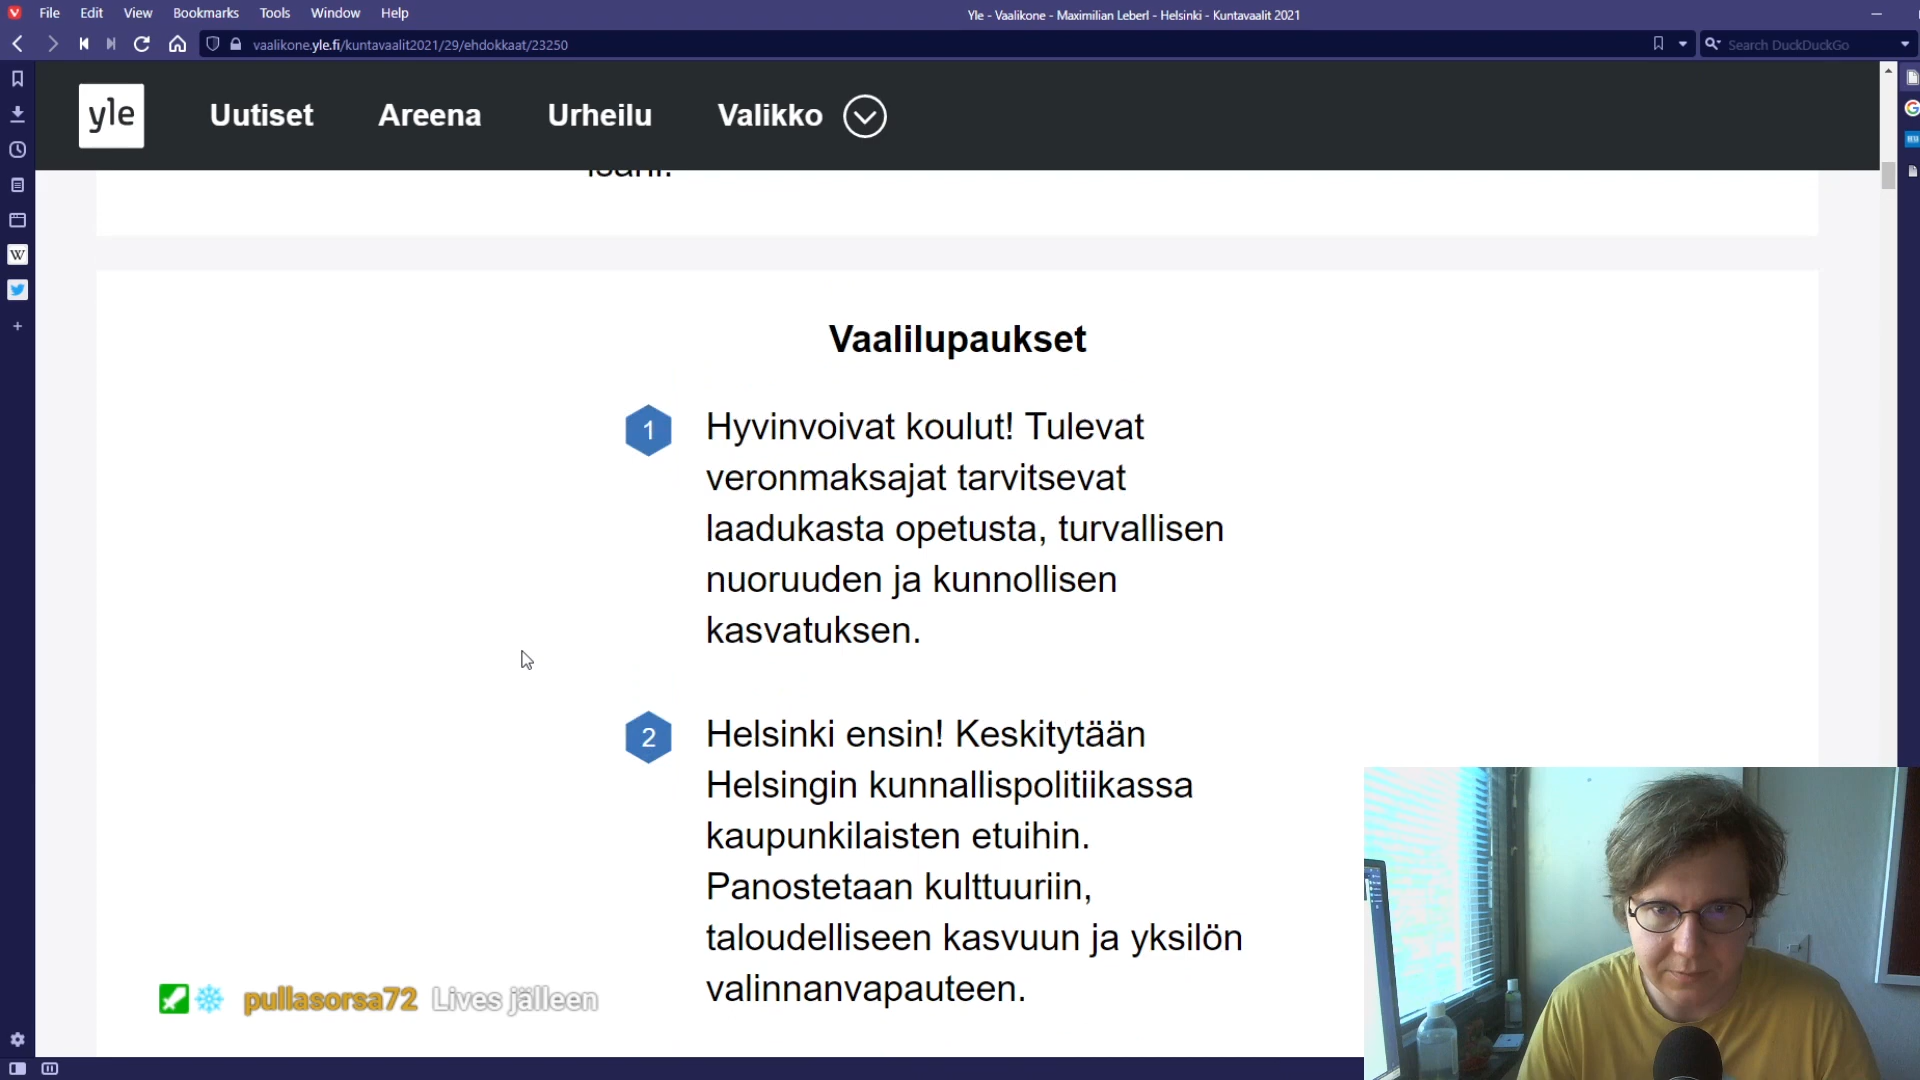 File Edit View Bookmarks Tools Window Help
Yle - Vaalikone - Maximilian Leberl - Helsinki - Kuntavaalit 2021
vaalikone.yle.fi/kuntavaalit2021/29/ehdokkaat/23250
Search DuckDuckGo
yle Uutiset Areena Urheilu Valikko
W
Vaalilupaukset
1 Hyvinvoivat koulut! Tulevat
veronmaksajat tarvitsevat
laadukasta opetusta, turvallisen
nuoruuden ja kunnollisen
kasvatuksen.
2 Helsinki ensin! Keskitytään
Helsingin kunnallispolitiikassa
kaupunkilaisten etuihin.
Panostetaan kulttuuriin,
taloudelliseen kasvuun ja yksilön
valinnanvapauteen.
pullasorsa72 Lives jälleen